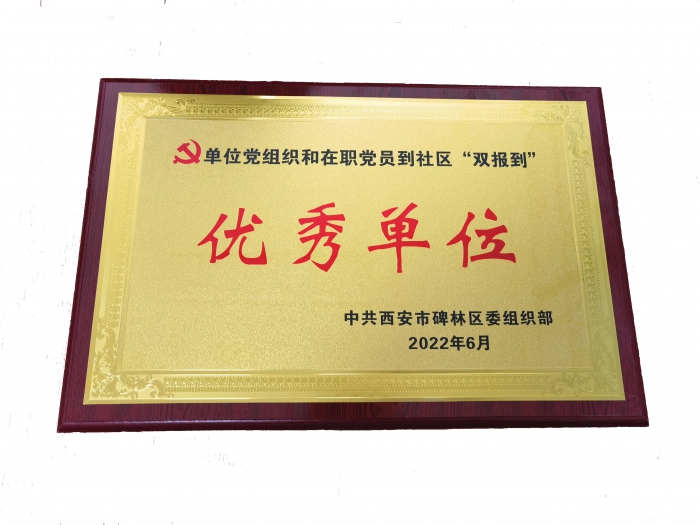 单位党组织和在职党员到社区“双报到”
优秀单位
中共西安市碑林区委组织部
2022年6月